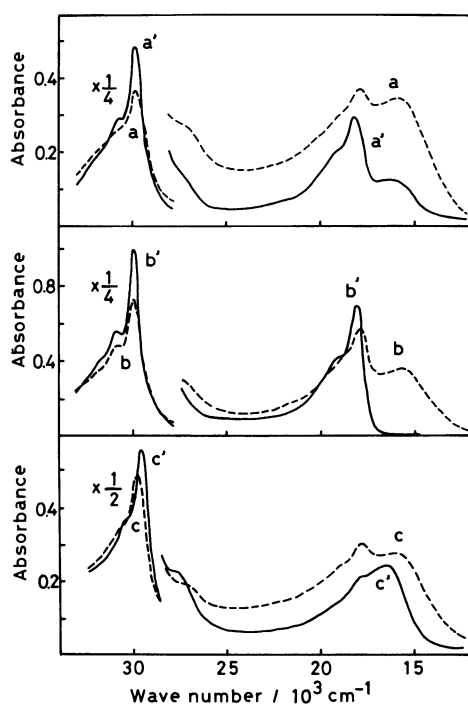 Absorbance
0.4
0.2
×1/4
a'
a
a
a'
Absorbance
0.8
0.4
×1/4
b'
b
b'
b
Absorbance
0.4
0.2
×1/2
c'
c
c
c'
30 25 20 15
Wave number / 10³ cm⁻¹